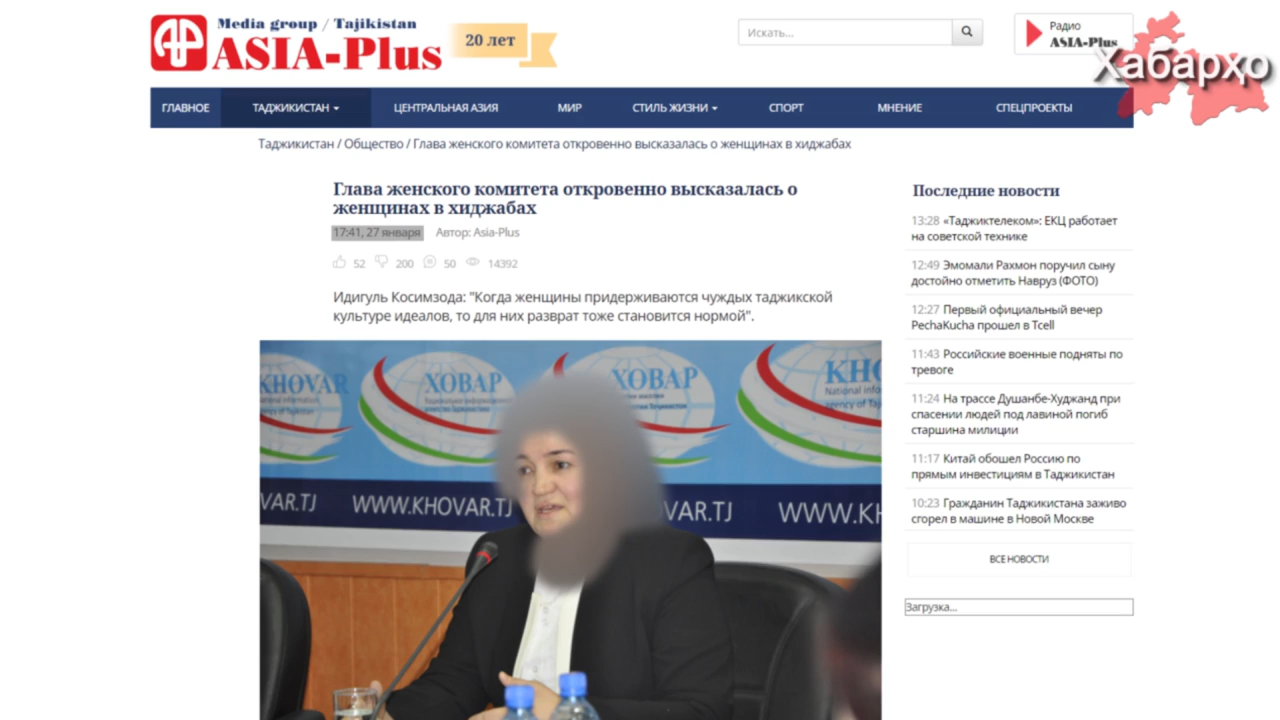 Media group / Tajikistan
ASIA-Plus
20 лет
Искать...
Радио
ASIA-Plus
Хабарҳо
ГЛАВНОЕ ТАДЖИКИСТАН ЦЕНТРАЛЬНАЯ АЗИЯ МИР СТИЛЬ ЖИЗНИ СПОРТ МНЕНИЕ СПЕЦПРОЕКТЫ
Таджикистан / Общество / Глава женского комитета откровенно высказалась о женщинах в хиджабах
Глава женского комитета откровенно высказалась о
женщинах в хиджабах
17:41, 27 января Автор: Asia-Plus
52 200 50 14392
Идигуль Косимзода: "Когда женщины придерживаются чуждых таджикской
культуре идеалов, то для них разврат тоже становится нормой".
KHOVAR
ХОВАР
ХОВАР
KHO
National infor
WWW.KHOVAR.TJ
VAR.TJ
WWW.K
Последние новости
13:28 «Таджиктелеком»: ЕКЦ работает
на советской технике
12:49 Эмомали Рахмон поручил сыну
достойно отметить Навруз (ФОТО)
12:27 Первый официальный вечер
PechaKucha прошел в Tcell
11:43 Российские военные подняты по
тревоге
11:24 На трассе Душанбе-Худжанд при
спасении людей под лавиной погиб
старшина милиции
11:17 Китай обошел Россию по
прямым инвестициям в Таджикистан
10:23 Гражданин Таджикистана заживо
сгорел в машине в Новой Москве
ВСЕ НОВОСТИ
Загрузка...